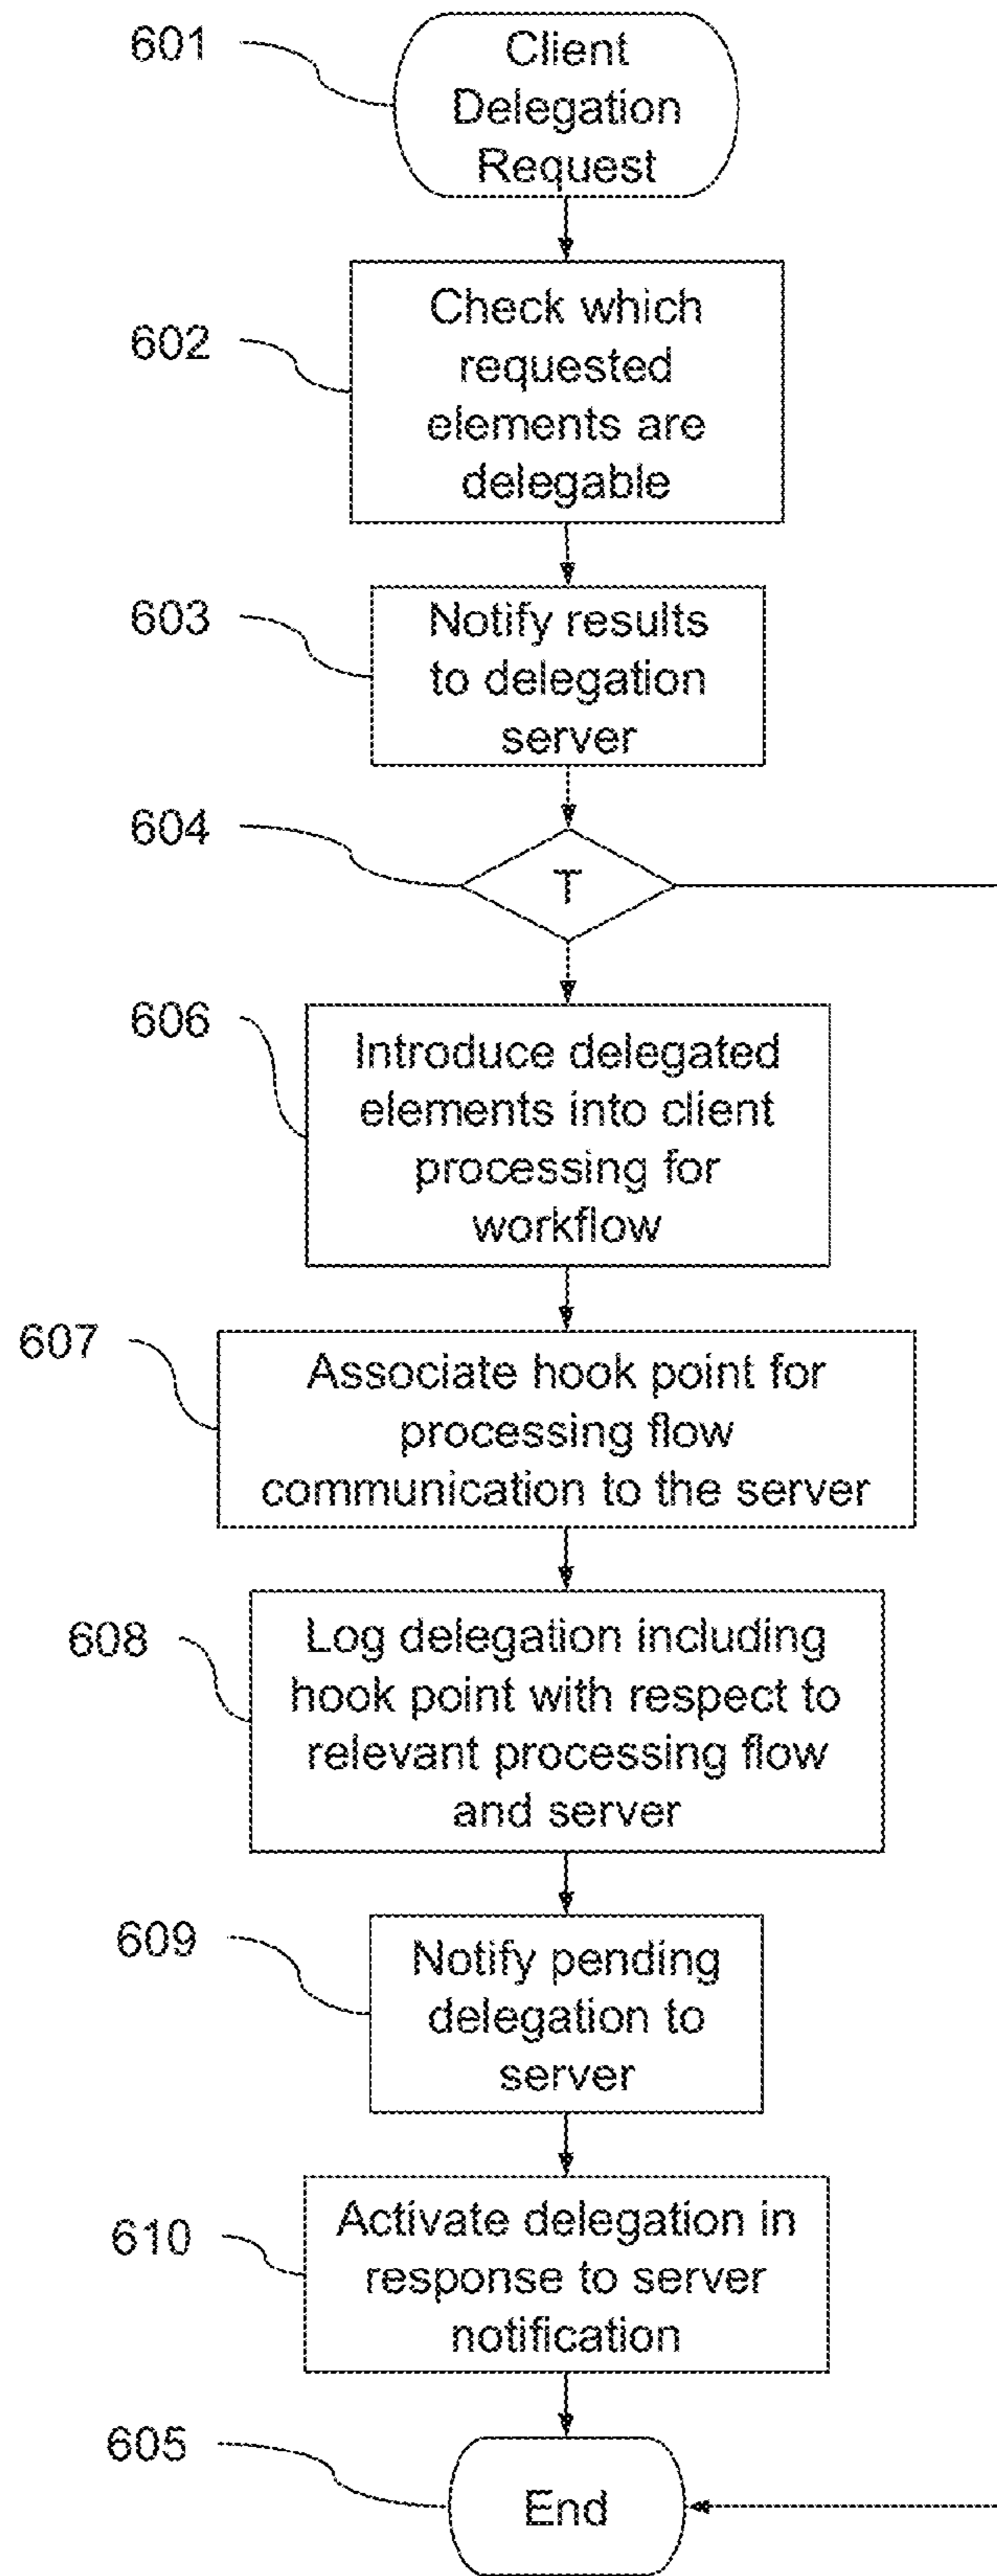 601
Client
Delegation
Request
602
Check which
requested
elements are
delegable
603
Notify results
to delegation
server
604
T
606
Introduce delegated
elements into client
processing for
workflow
607
Associate hook point for
processing flow
communication to the server
608
Log delegation including
hook point with respect to
relevant processing flow
and server
609
Notify pending
delegation to
server
610
Activate delegation in
response to server
notification
605
End